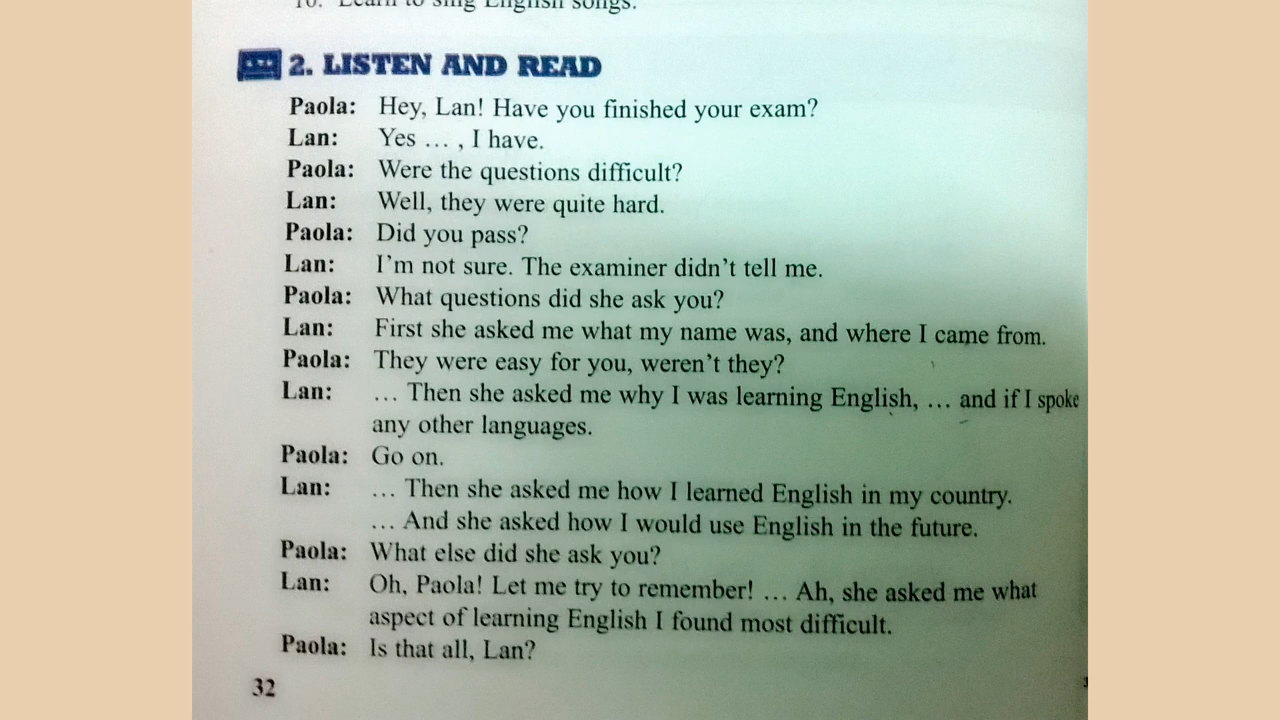 10. Learn to sing English songs.
2. LISTEN AND READ
Paola: Hey, Lan! Have you finished your exam?
Lan: Yes ... , I have.
Paola: Were the questions difficult?
Lan: Well, they were quite hard.
Paola: Did you pass?
Lan: I'm not sure. The examiner didn't tell me.
Paola: What questions did she ask you?
Lan: First she asked me what my name was, and where I came from.
Paola: They were easy for you, weren't they?
Lan: ... Then she asked me why I was learning English, ... and if I spoke
any other languages.
Paola: Go on.
Lan: ... Then she asked me how I learned English in my country.
... And she asked how I would use English in the future.
Paola: What else did she ask you?
Lan: Oh, Paola! Let me try to remember! ... Ah, she asked me what
aspect of learning English I found most difficult.
Paola: Is that all, Lan?
32